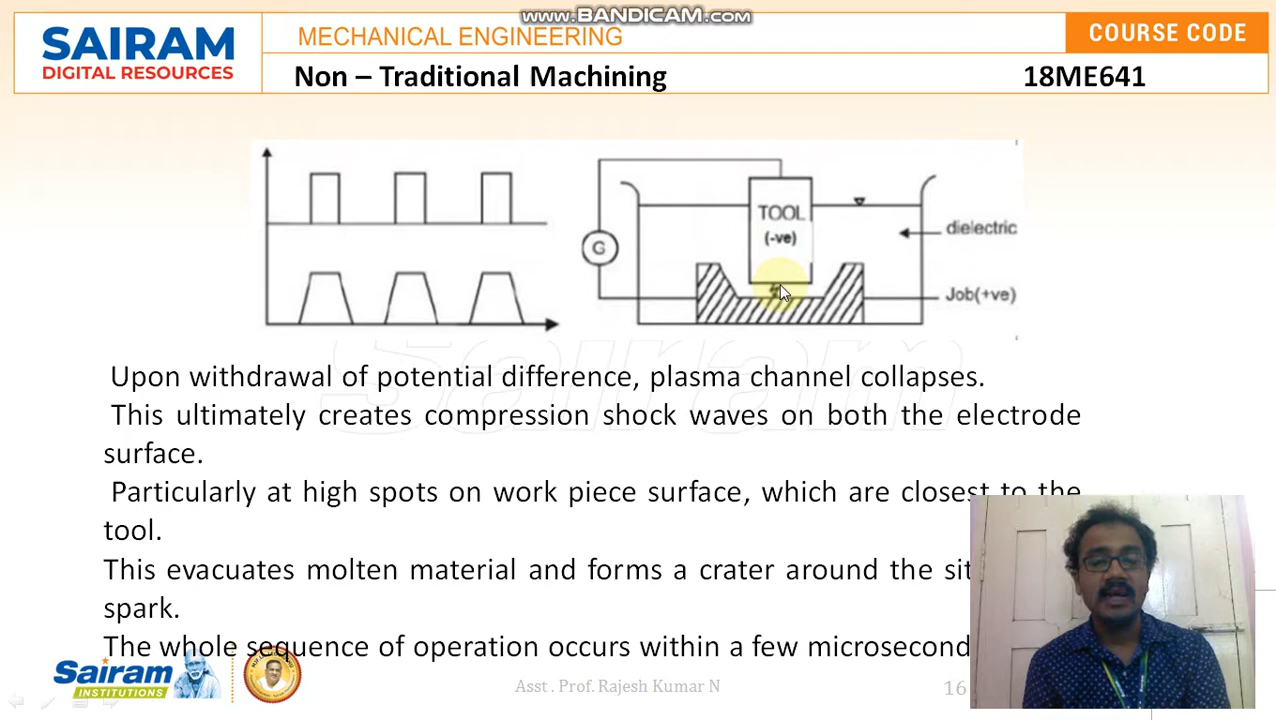 www.BANDICAM.com
SAIRAM
DIGITAL RESOURCES
MECHANICAL ENGINEERING
COURSE CODE
Non – Traditional Machining
18ME641
TOOL
(-ve)
G
dielectric
Job(+ve)
Upon withdrawal of potential difference, plasma channel collapses.
This ultimately creates compression shock waves on both the electrode
surface.
Particularly at high spots on work piece surface, which are closest to the
tool.
This evacuates molten material and forms a crater around the
spark.
The whole sequence of operation occurs within a few microsecond
Sairam
INSTITUTIONS
Asst . Prof. Rajesh Kumar N
16